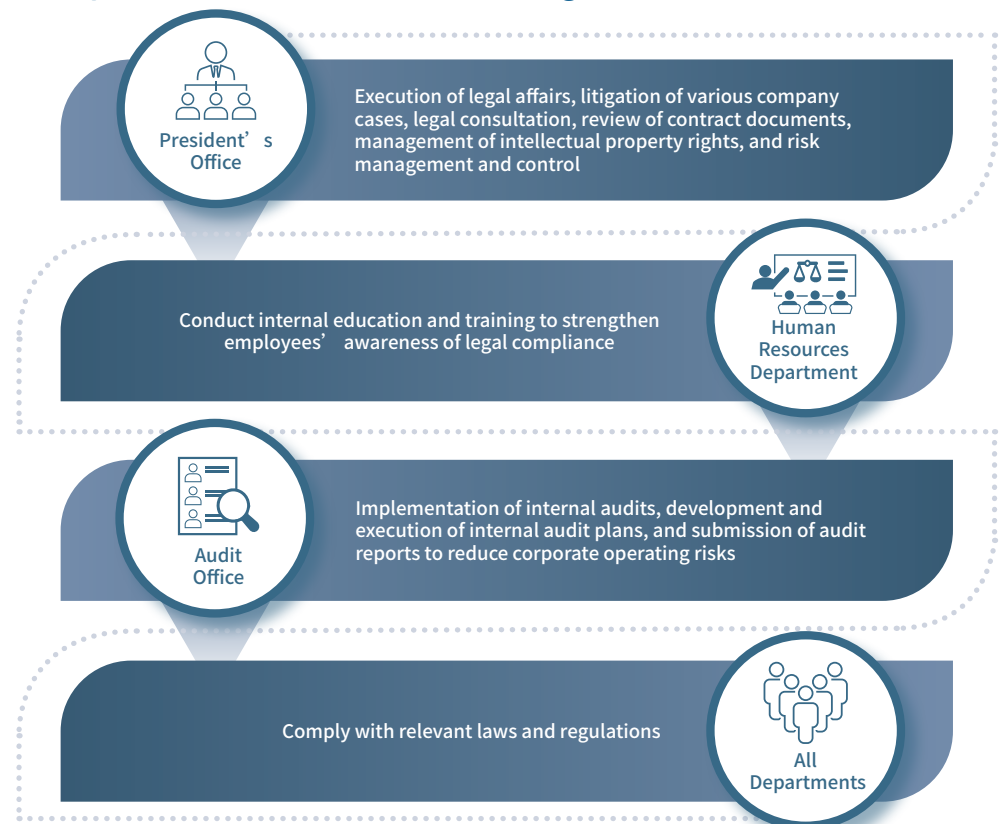 President’ s
Office
Execution of legal affairs, litigation of various company
cases, legal consultation, review of contract documents,
management of intellectual property rights, and risk
management and control
Conduct internal education and training to strengthen
employees’ awareness of legal compliance
Human
Resources
Department
Audit
Office
Implementation of internal audits, development and
execution of internal audit plans, and submission of audit
reports to reduce corporate operating risks
Comply with relevant laws and regulations
All
Departments